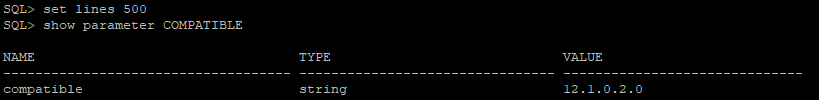 SQL> set lines 500
SQL> show parameter COMPATIBLE
NAME TYPE VALUE
------------------------------------ -------------------------------- ------------------------------
compatible string 12.1.0.2.0